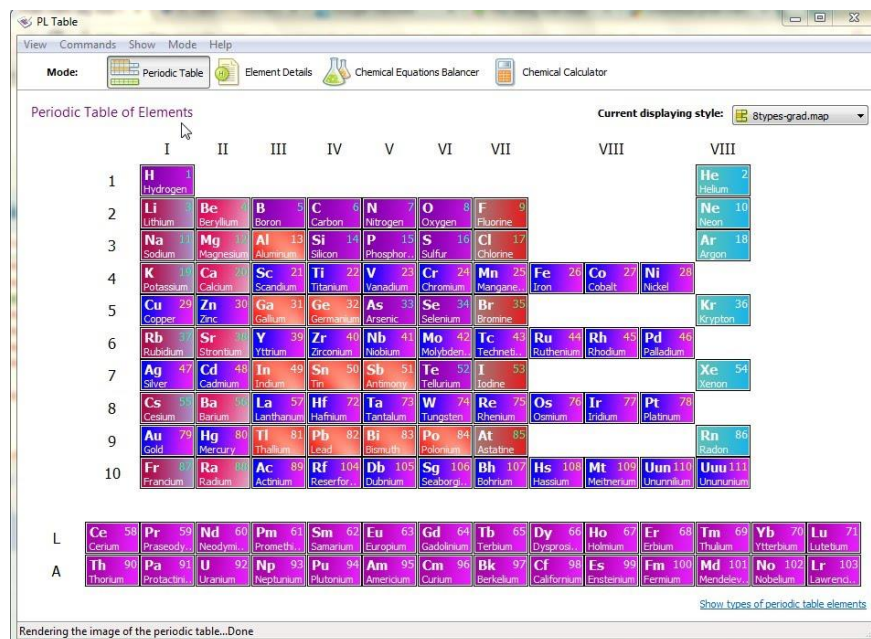 PL Table
View Commands Show Mode Help
Mode: Periodic Table Element Details Chemical Equations Balancer Chemical Calculator
Periodic Table of Elements
Current displaying style: 8types-grad.map
I II III IV V VI VII VIII VIII
1 H 1 He 2
Hydrogen Helium
2 Li 3 Be 4 B 5 C 6 N 7 O 8 F 9 Ne 10
Lithium Beryllium Boron Carbon Nitrogen Oxygen Fluorine Neon
3 Na 11 Mg 12 Al 13 Si 14 P 15 S 16 Cl 17 Ar 18
Sodium Magnesium Aluminum Silicon Phosphor... Sulfur Chlorine Argon
4 K 19 Ca 20 Sc 21 Ti 22 V 23 Cr 24 Mn 25 Fe 26 Co 27 Ni 28
Potassium Calcium Scandium Titanium Vanadium Chromium Mangane... Iron Cobalt Nickel
5 Cu 29 Zn 30 Ga 31 Ge 32 As 33 Se 34 Br 35 Kr 36
Copper Zinc Gallium Germanium Arsenic Selenium Bromine Krypton
6 Rb 37 Sr 38 Y 39 Zr 40 Nb 41 Mo 42 Tc 43 Ru 44 Rh 45 Pd 46
Rubidium Strontium Yttrium Zirconium Niobium Molybden... Techneti... Ruthenium Rhodium Palladium
7 Ag 47 Cd 48 In 49 Sn 50 Sb 51 Te 52 I 53 Xe 54
Silver Cadmium Indium Tin Antimony Tellurium Iodine Xenon
8 Cs 55 Ba 56 La 57 Hf 72 Ta 73 W 74 Re 75 Os 76 Ir 77 Pt 78
Cesium Barium Lanthanum Hafnium Tantalum Tungsten Rhenium Osmium Iridium Platinum
9 Au 79 Hg 80 Tl 81 Pb 82 Bi 83 Po 84 At 85 Rn 86
Gold Mercury Thallium Lead Bismuth Polonium Astatine Radon
10 Fr 87 Ra 88 Ac 89 Rf 104 Db 105 Sg 106 Bh 107 Hs 108 Mt 109 Uun 110 Uuu 111
Francium Radium Actinium Reserfor... Dubnium Seaborgi... Bohrium Hassium Meitnerium Ununnilium Unununium
L Ce 58 Pr 59 Nd 60 Pm 61 Sm 62 Eu 63 Gd 64 Tb 65 Dy 66 Ho 67 Er 68 Tm 69 Yb 70 Lu 71
Cerium Praseody... Neodymi... Promethi... Samarium Europium Gadolinium Terbium Dysprosi... Holmium Erbium Thulium Ytterbium Lutetium
A Th 90 Pa 91 U 92 Np 93 Pu 94 Am 95 Cm 96 Bk 97 Cf 98 Es 99 Fm 100 Md 101 No 102 Lr 103
Thorium Protactini... Uranium Neptunium Plutonium Americium Curium Berkelium Californium Ensteinium Fermium Mendelev... Nobelium Lawrenci...
Show types of periodic table elements
Rendering the image of the periodic table...Done